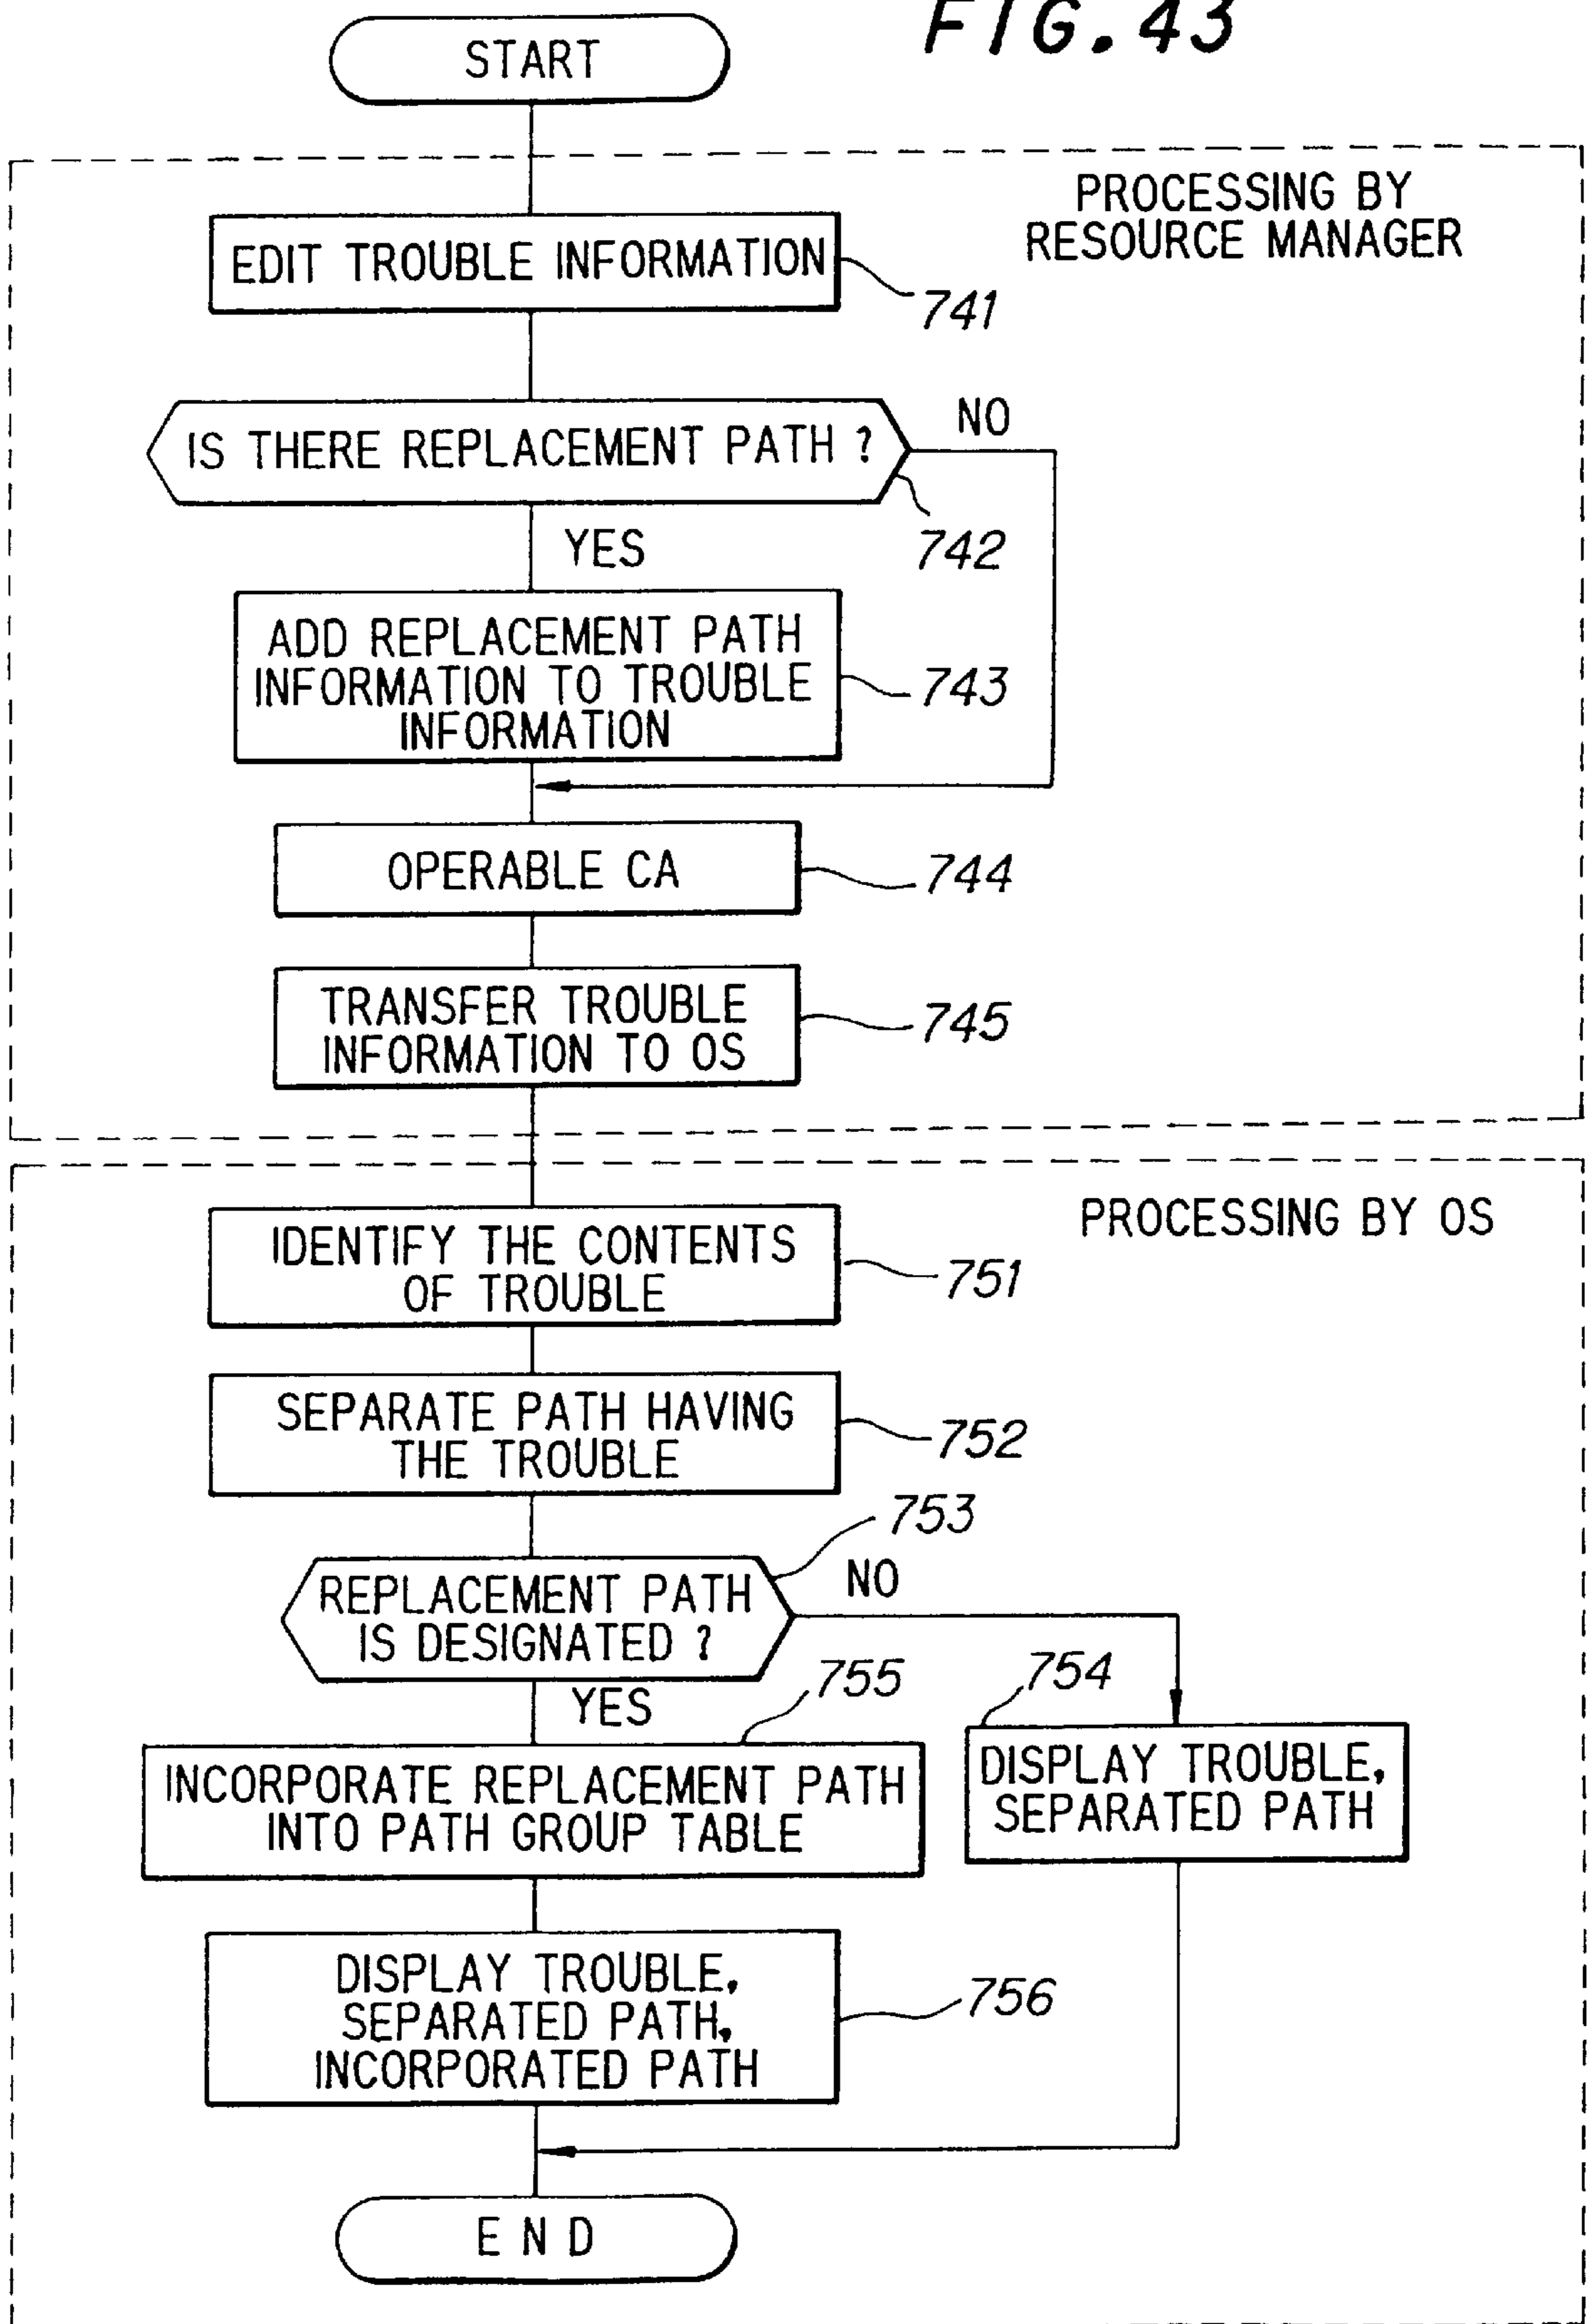 FIG. 43
START
PROCESSING BY
RESOURCE MANAGER
EDIT TROUBLE INFORMATION
741
IS THERE REPLACEMENT PATH ?
NO
742
YES
ADD REPLACEMENT PATH
INFORMATION TO TROUBLE
INFORMATION
743
OPERABLE CA
744
TRANSFER TROUBLE
INFORMATION TO OS
745
PROCESSING BY OS
IDENTIFY THE CONTENTS
OF TROUBLE
751
SEPARATE PATH HAVING
THE TROUBLE
752
753
REPLACEMENT PATH
IS DESIGNATED ?
NO
YES
755
754
INCORPORATE REPLACEMENT PATH
INTO PATH GROUP TABLE
DISPLAY TROUBLE,
SEPARATED PATH
DISPLAY TROUBLE,
SEPARATED PATH,
INCORPORATED PATH
756
END